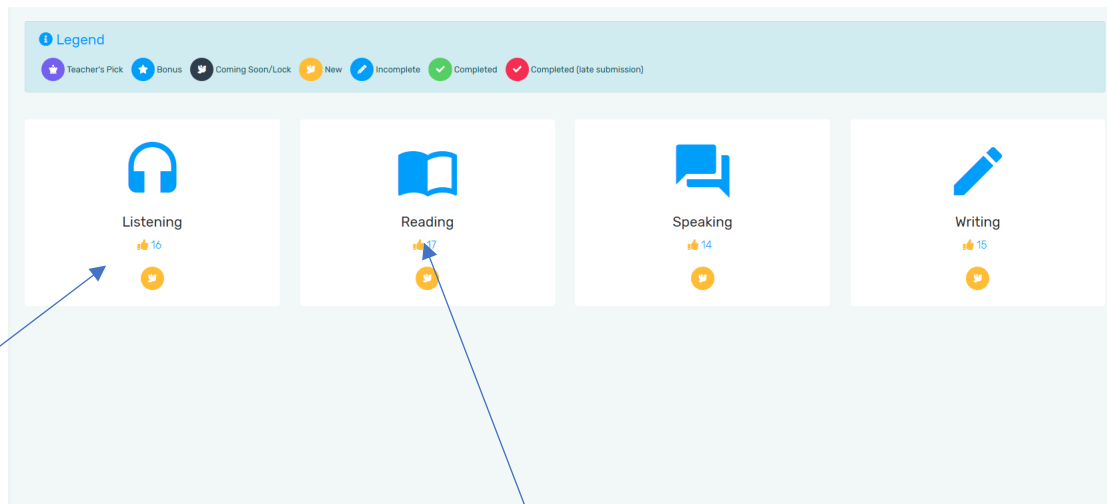 Legend
Teacher's Pick Bonus Coming Soon/Lock New Incomplete Completed Completed (late submission)
Listening Reading Speaking Writing
16 17 14 15